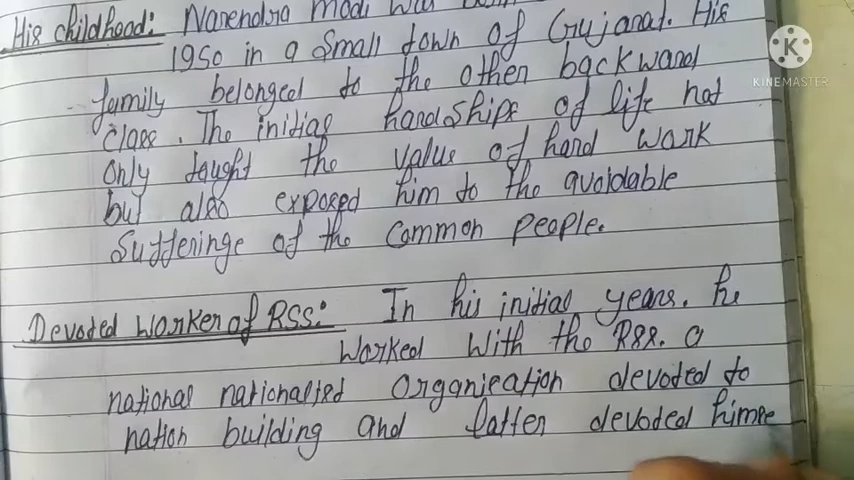 His childhood: Narendra Modi was
1950 in a small town of Gujarat. His
family belonged to the other backward
class. The initial hardships of life not
only taught the value of hard work
but also exposed him to the avoidable
sufferings of the common people.
Devoted worker of RSS: In his initial years, he
worked with the RSS. a
national nationalist organisation devoted to
nation building and latter devoted himse
KINEMASTER